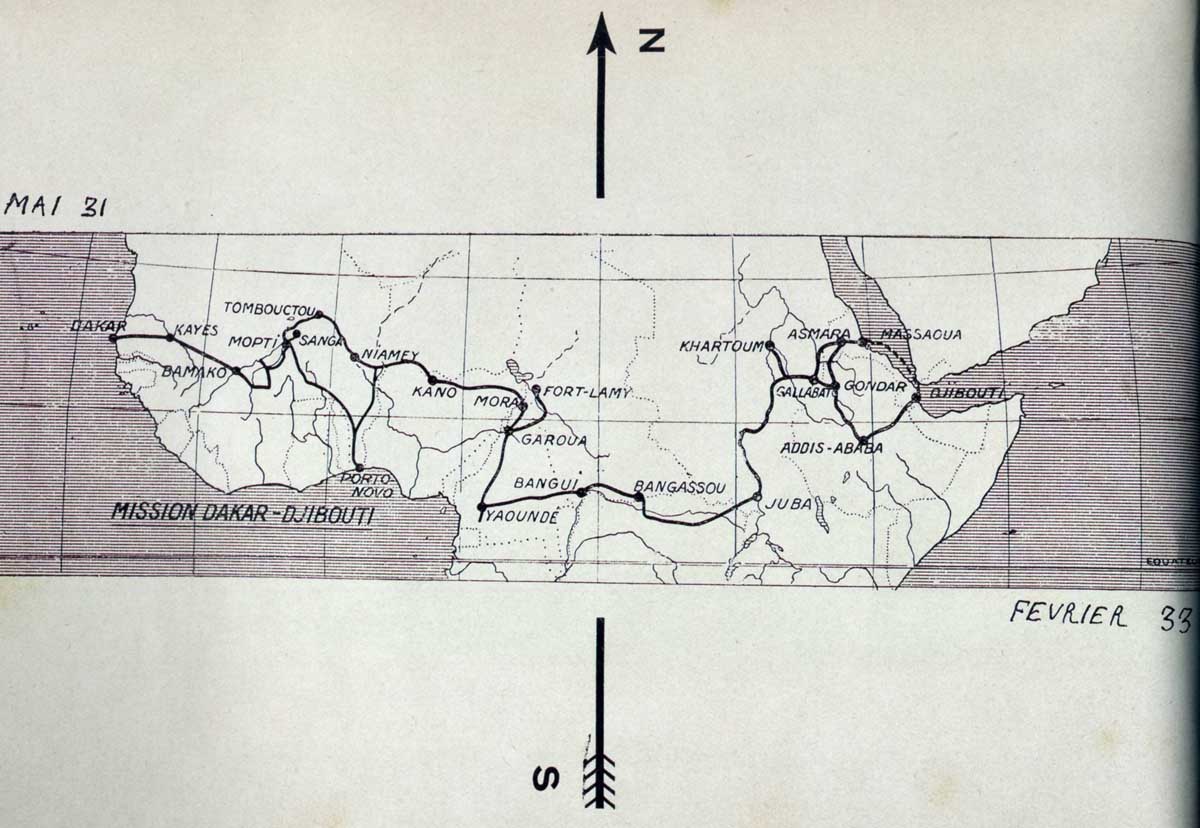 N
MAI 31
TOMBOUCTOU
DAKAR
KAYES
MOPTI
SANGA
NIAMEY
BAMAKO
KANO
MORA
FORT-LAMY
GAROUA
KHARTOUM
ASMARA
MASSAOUA
GALLABAT
GONDAR
DJIBOUTI
ADDIS-ABABA
PORTO-
NOVO
BANGUI
BANGASSOU
JUBA
YAOUNDÉ
MISSION DAKAR-DJIBOUTI
FEVRIER 33
S